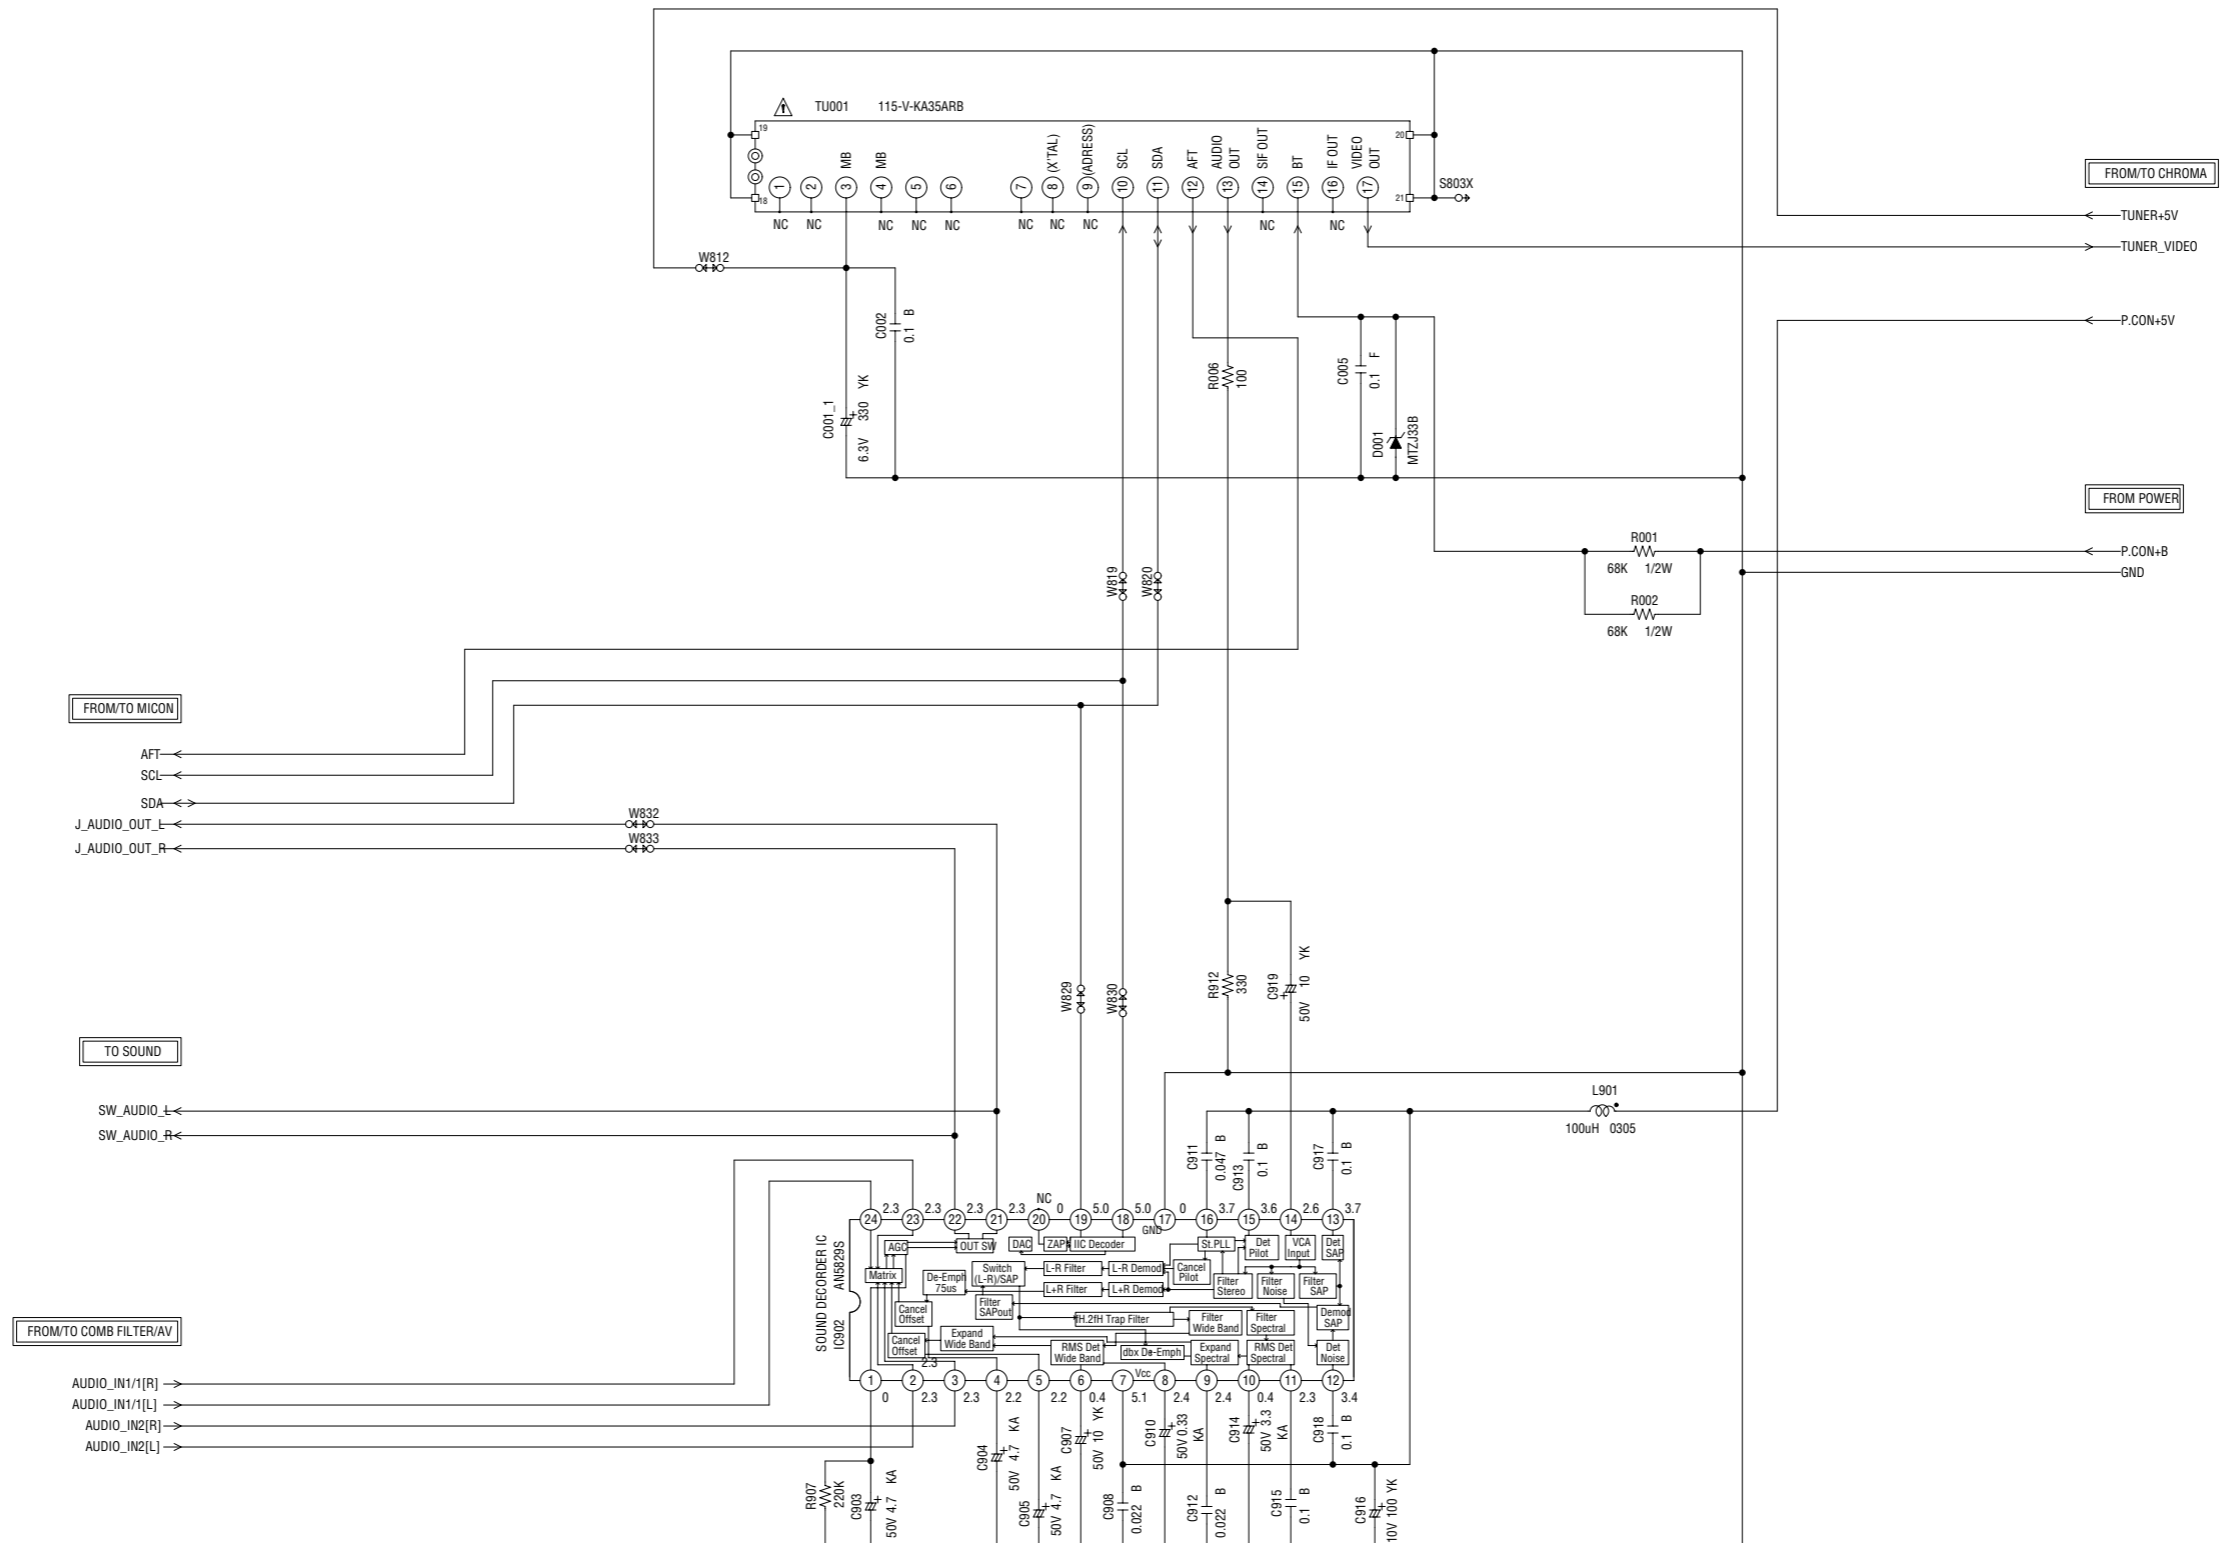 TU001 115-V-KA35ARB
19
20
18
21
1
2
3
4
5
6
7
8
9
10
11
12
13
14
15
16
17
MB
MB
(X'TAL)
(ADRESS)
SCL
SDA
AFT
AUDIO OUT
SIF OUT
BT
IF OUT
VIDEO OUT
S803X
NC
NC
NC
NC
NC
NC
NC
NC
NC
NC
FROM/TO CHROMA
TUNER+5V
TUNER_VIDEO
W812
P.CON+5V
C002
0.1 B
C001_1
6.3V 330 YK
R006
100
C005
0.1 F
D001
MTZJ33B
FROM POWER
R001
68K 1/2W
P.CON+B
GND
R002
68K 1/2W
W819
W820
FROM/TO MICON
AFT
SCL
SDA
J_AUDIO_OUT_L
J_AUDIO_OUT_R
W832
W833
W829
W830
R912
330
C919
50V 10 YK
TO SOUND
SW_AUDIO_L
SW_AUDIO_R
L901
100uH 0305
C911
0.047 B
C913
0.1 B
C917
0.1 B
NC
24
2.3
23
2.3
22
2.3
21
2.3
20
0
19
5.0
18
5.0
17
0
16
3.7
15
3.6
14
2.6
13
3.7
GND
SOUND DECORDER IC
IC902 AN5829S
AGC
OUT SW
DAC
ZAP
IIC Decoder
St.PLL
Det Pilot
VCA Input
Det SAP
Matrix
De-Emph 75us
Switch (L-R)/SAP
L-R Filter
L-R Demod
Cancel Pilot
L+R Filter
L+R Demod
Filter Stereo
Filter Noise
Filter SAP
Cancel Offset
Filter SAPout
fH.2fH Trap Filter
Filter Wide Band
Filter Spectral
Demod SAP
Cancel Offset
Expand Wide Band
RMS Det Wide Band
dbx De-Emph
Expand Spectral
RMS Det Spectral
Det Noise
2.3
Vcc
1
0
2
2.3
3
2.3
4
2.2
5
2.2
6
0.4
7
5.1
8
2.4
9
2.4
10
0.4
11
2.3
12
3.4
FROM/TO COMB FILTER/AV
AUDIO_IN1/1[R]
AUDIO_IN1/1[L]
AUDIO_IN2[R]
AUDIO_IN2[L]
R907
220K
C903
50V 4.7 KA
C904
50V 4.7 KA
C905
50V 4.7 KA
C907
50V 10 YK
C908
0.022 B
C910
50V 0.33 KA
C912
0.022 B
C914
50V 3.3 KA
C915
0.1 B
C918
0.1 B
C916
10V 100 YK